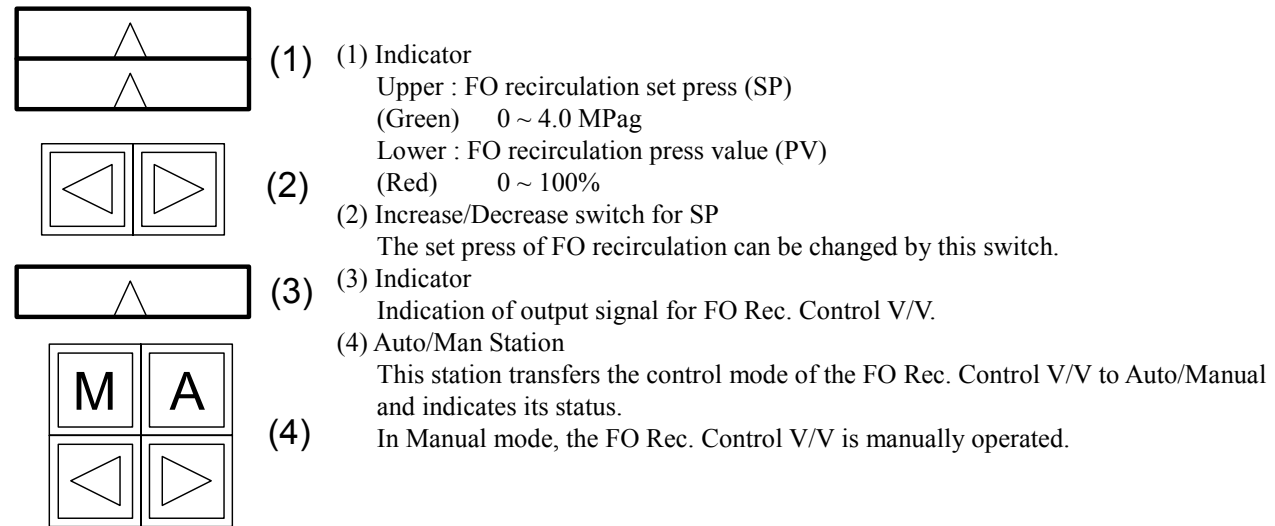 (1)
(2)
(3)
M A
(4)
(1) Indicator
Upper : FO recirculation set press (SP)
(Green) 0 ~ 4.0 MPag
Lower : FO recirculation press value (PV)
(Red) 0 ~ 100%
(2) Increase/Decrease switch for SP
The set press of FO recirculation can be changed by this switch.
(3) Indicator
Indication of output signal for FO Rec. Control V/V.
(4) Auto/Man Station
This station transfers the control mode of the FO Rec. Control V/V to Auto/Manual
and indicates its status.
In Manual mode, the FO Rec. Control V/V is manually operated.